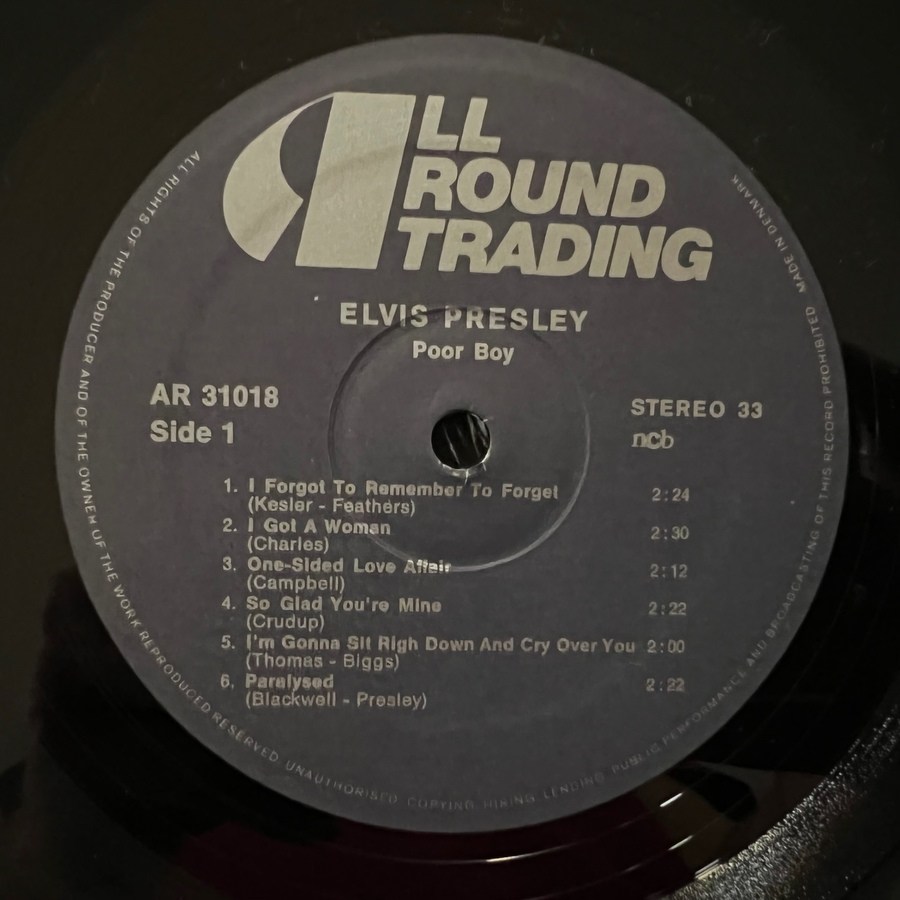 ALL
ROUND
TRADING
ELVIS PRESLEY
Poor Boy
AR 31018
Side 1
STEREO 33
ncb
1. I Forgot To Remember To Forget 2:24
(Kesler - Feathers)
2. I Got A Woman 2:30
(Charles)
3. One-Sided Love Affair 2:12
(Campbell)
4. So Glad You're Mine 2:22
(Crudup)
5. I'm Gonna Sit Righ Down And Cry Over You 2:00
(Thomas - Biggs)
6. Paralysed 2:22
(Blackwell - Presley)
ALL RIGHTS OF THE PRODUCER AND OF THE OWNER OF THE WORK REPRODUCED RESERVED UNAUTHORISED COPYING HIRING LENDING PUBLIC PERFORMANCE AND BROADCASTING OF THIS RECORD PROHIBITED MADE IN DENMARK